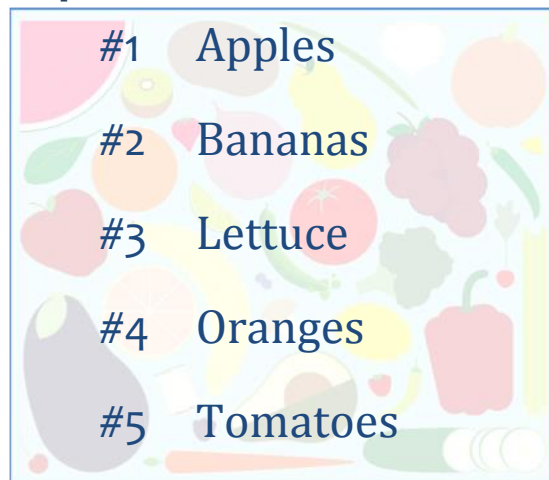 #1 Apples
#2 Bananas
#3 Lettuce
#4 Oranges
#5 Tomatoes